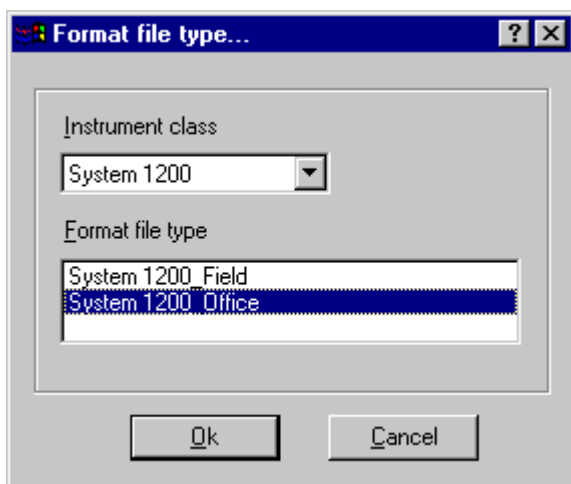 Format file type...
Instrument class
System 1200
Format file type
System 1200_Field
System 1200_Office
Ok
Cancel